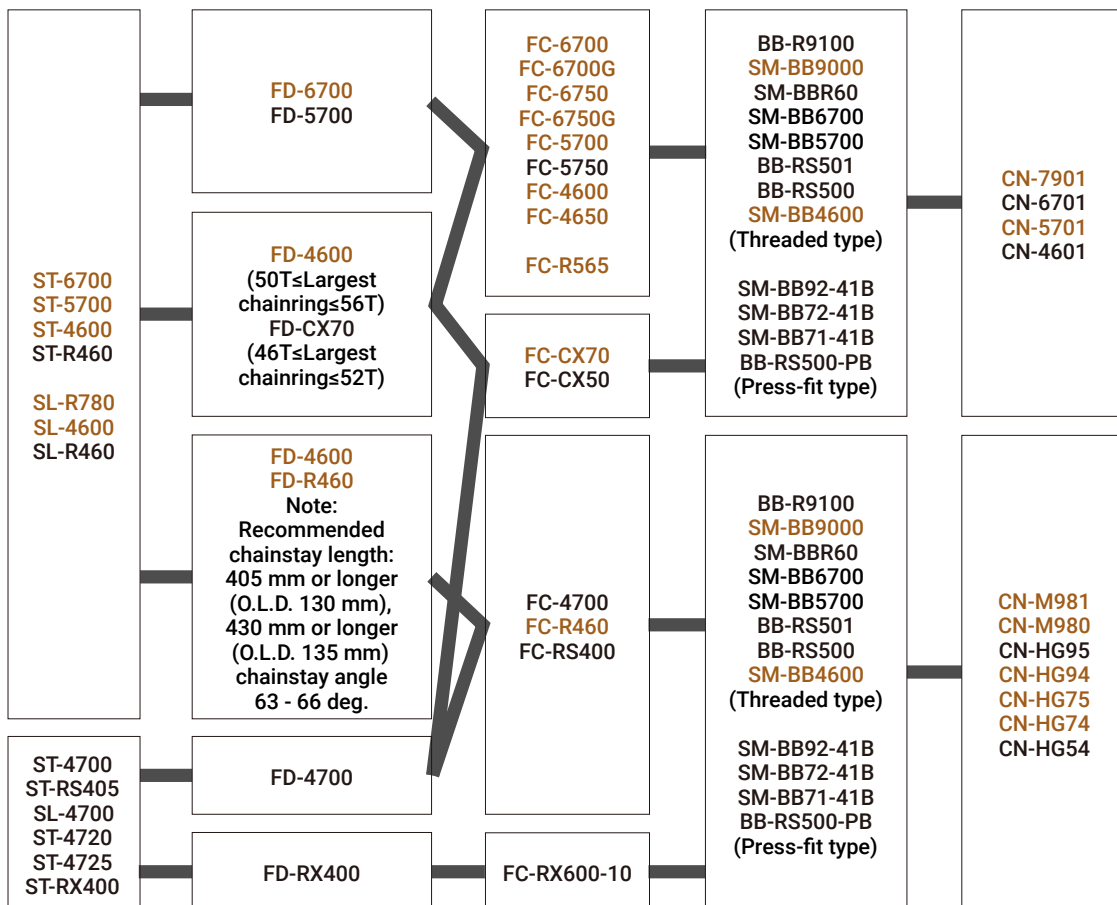 ST-6700
ST-5700
ST-4600
ST-R460
SL-R780
SL-4600
SL-R460
ST-4700
ST-RS405
SL-4700
ST-4720
ST-4725
ST-RX400
FD-6700
FD-5700
FD-4600
(50T≤Largest
chainring≤56T)
FD-CX70
(46T≤Largest
chainring≤52T)
FD-4600
FD-R460
Note:
Recommended
chainstay length:
405 mm or longer
(O.L.D. 130 mm),
430 mm or longer
(O.L.D. 135 mm)
chainstay angle
63 - 66 deg.
FD-4700
FD-RX400
FC-6700
FC-6700G
FC-6750
FC-6750G
FC-5700
FC-5750
FC-4600
FC-4650
FC-R565
FC-CX70
FC-CX50
FC-4700
FC-R460
FC-RS400
FC-RX600-10
BB-R9100
SM-BB9000
SM-BBR60
SM-BB6700
SM-BB5700
BB-RS501
BB-RS500
SM-BB4600
(Threaded type)
SM-BB92-41B
SM-BB72-41B
SM-BB71-41B
BB-RS500-PB
(Press-fit type)
BB-R9100
SM-BB9000
SM-BBR60
SM-BB6700
SM-BB5700
BB-RS501
BB-RS500
SM-BB4600
(Threaded type)
SM-BB92-41B
SM-BB72-41B
SM-BB71-41B
BB-RS500-PB
(Press-fit type)
CN-7901
CN-6701
CN-5701
CN-4601
CN-M981
CN-M980
CN-HG95
CN-HG94
CN-HG75
CN-HG74
CN-HG54